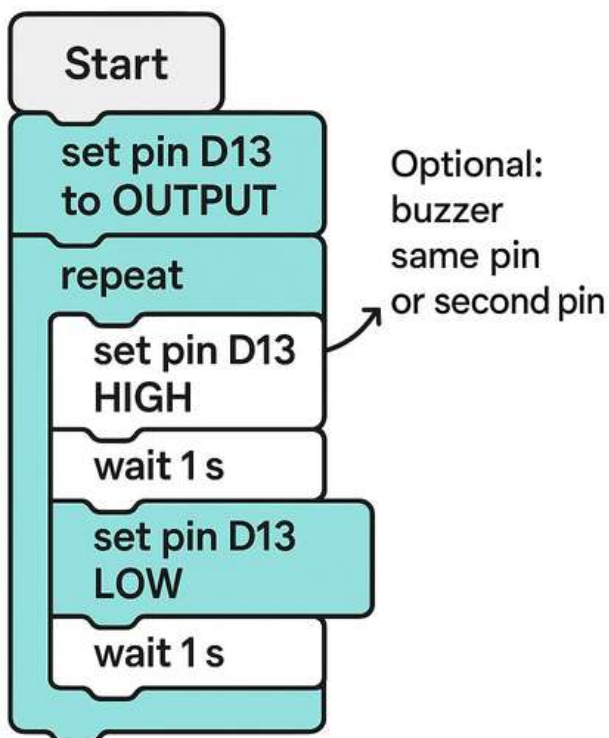 Start
set pin D13
to OUTPUT
repeat
set pin D13
HIGH
wait 1 s
set pin D13
LOW
wait 1 s
Optional:
buzzer
same pin
or second pin